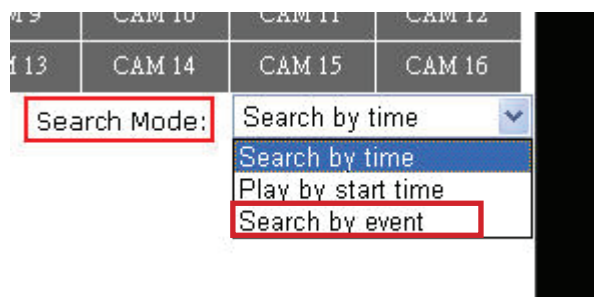 CAM 10 CAM 11 CAM 12
13 CAM 14 CAM 15 CAM 16
Search Mode: Search by time
Search by time
Play by start time
Search by event